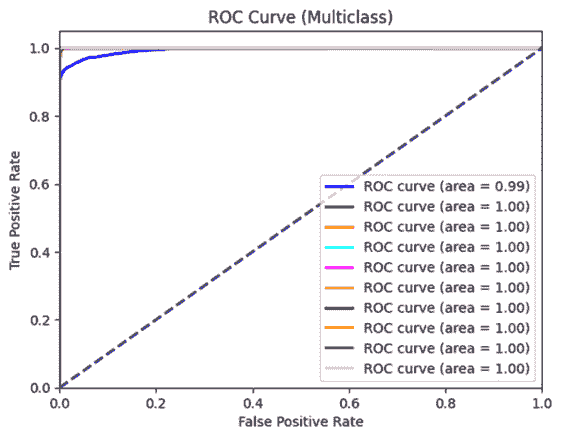 ROC Curve (Multiclass)
True Positive Rate
1.0
0.8
0.6
0.4
0.2
0.0
ROC curve (area = 0.99)
ROC curve (area = 1.00)
ROC curve (area = 1.00)
ROC curve (area = 1.00)
ROC curve (area = 1.00)
ROC curve (area = 1.00)
ROC curve (area = 1.00)
ROC curve (area = 1.00)
ROC curve (area = 1.00)
ROC curve (area = 1.00)
0.0 0.2 0.4 0.6 0.8 1.0
False Positive Rate